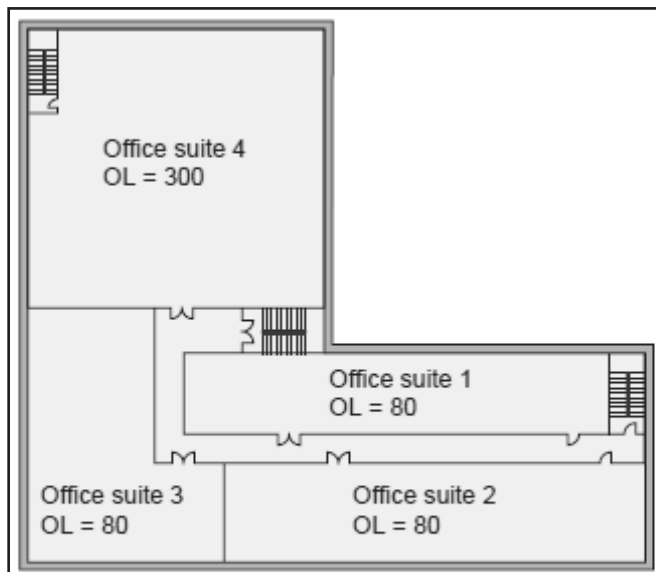 Office suite 4
OL = 300
Office suite 1
OL = 80
Office suite 3
OL = 80
Office suite 2
OL = 80